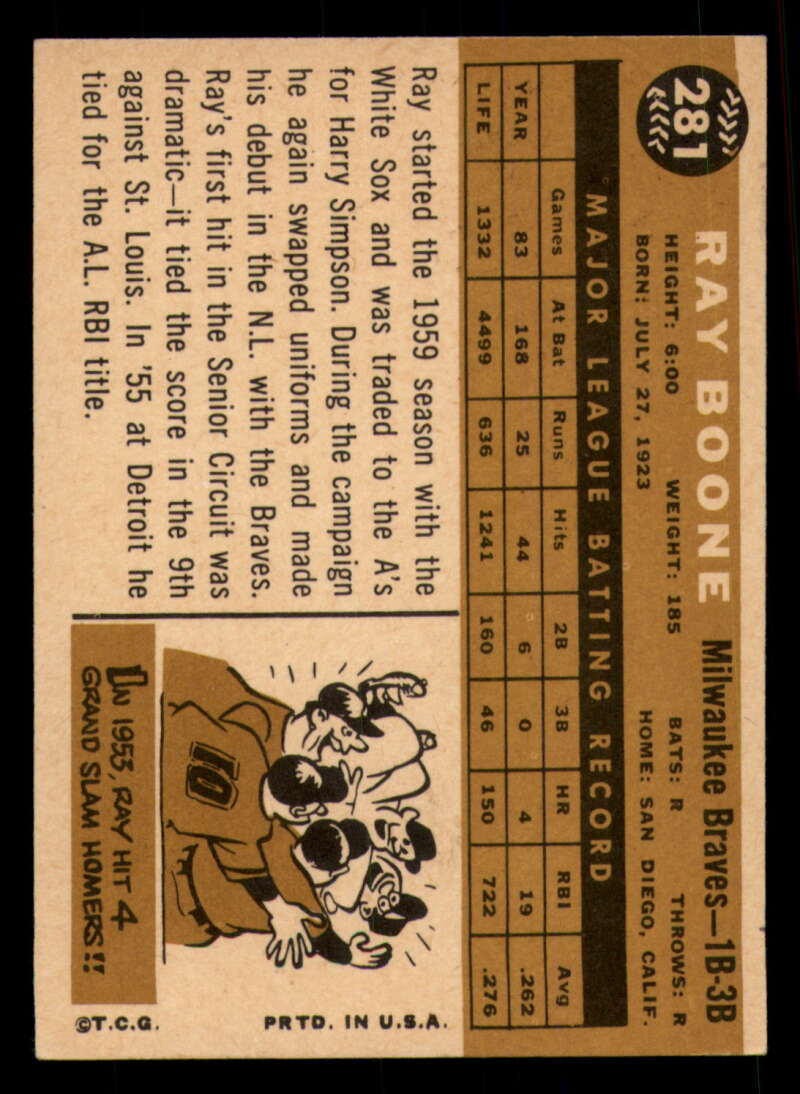 281
RAY BOONE Milwaukee Braves—1B-3B
HEIGHT: 6:00 WEIGHT: 185 BATS: R THROWS: R
BORN: JULY 27, 1923 HOME: SAN DIEGO, CALIF.
MAJOR LEAGUE BATTING RECORD
Games At Bat Runs Hits 2B 3B HR RBI Avg
YEAR 83 168 25 44 6 0 4 19 .262
LIFE 1332 4499 636 1241 160 46 150 722 .276
Ray started the 1959 season with the
White Sox and was traded to the A's
for Harry Simpson. During the campaign
he again swapped uniforms and made
his debut in the N.L. with the Braves.
Ray's first hit in the Senior Circuit was
dramatic—it tied the score in the 9th
against St. Louis. In '55 at Detroit he
tied for the A.L. RBI title.
10
IN 1953, RAY HIT 4
GRAND SLAM HOMERS!!
©T.C.G. PRTD. IN U.S.A.